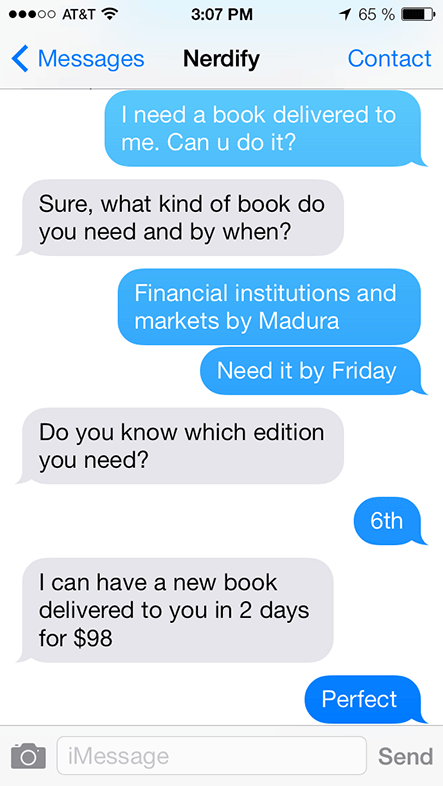 AT&T 3:07 PM 65 %
Messages Nerdify Contact
I need a book delivered to
me. Can u do it?
Sure, what kind of book do
you need and by when?
Financial institutions and
markets by Madura
Need it by Friday
Do you know which edition
you need?
6th
I can have a new book
delivered to you in 2 days
for $98
Perfect
iMessage Send